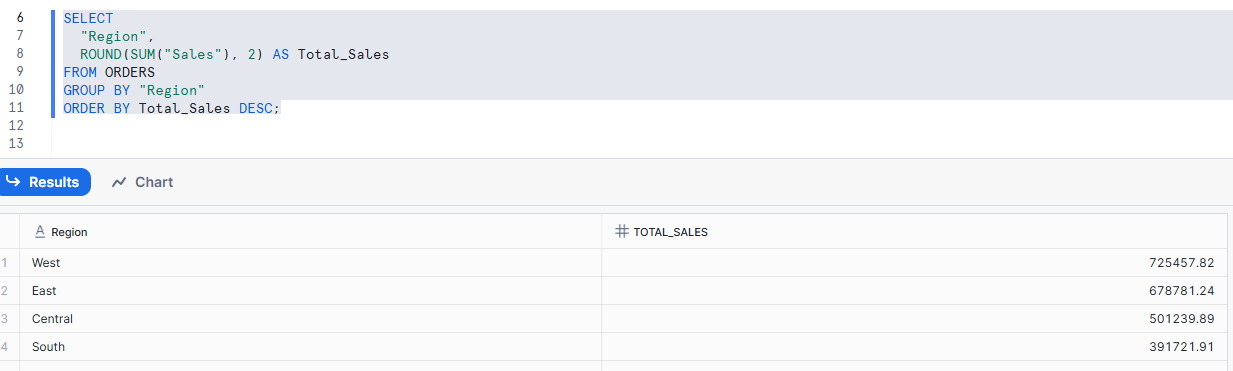 6 SELECT
7 "Region",
8 ROUND(SUM("Sales"), 2) AS Total_Sales
9 FROM ORDERS
10 GROUP BY "Region"
11 ORDER BY Total_Sales DESC;
12
13
Results Chart
Region TOTAL_SALES
1 West 725457.82
2 East 678781.24
3 Central 501239.89
4 South 391721.91